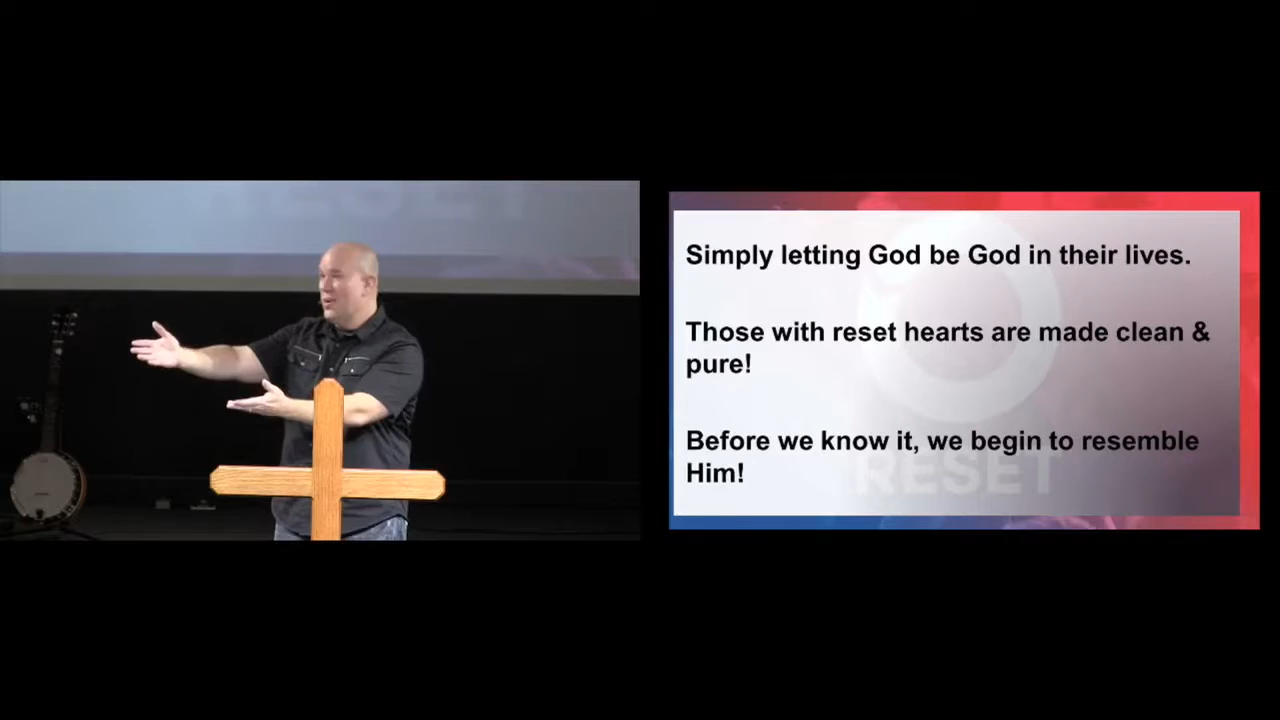 RESET
Simply letting God be God in their lives.
Those with reset hearts are made clean &
pure!
Before we know it, we begin to resemble
Him!
RESET